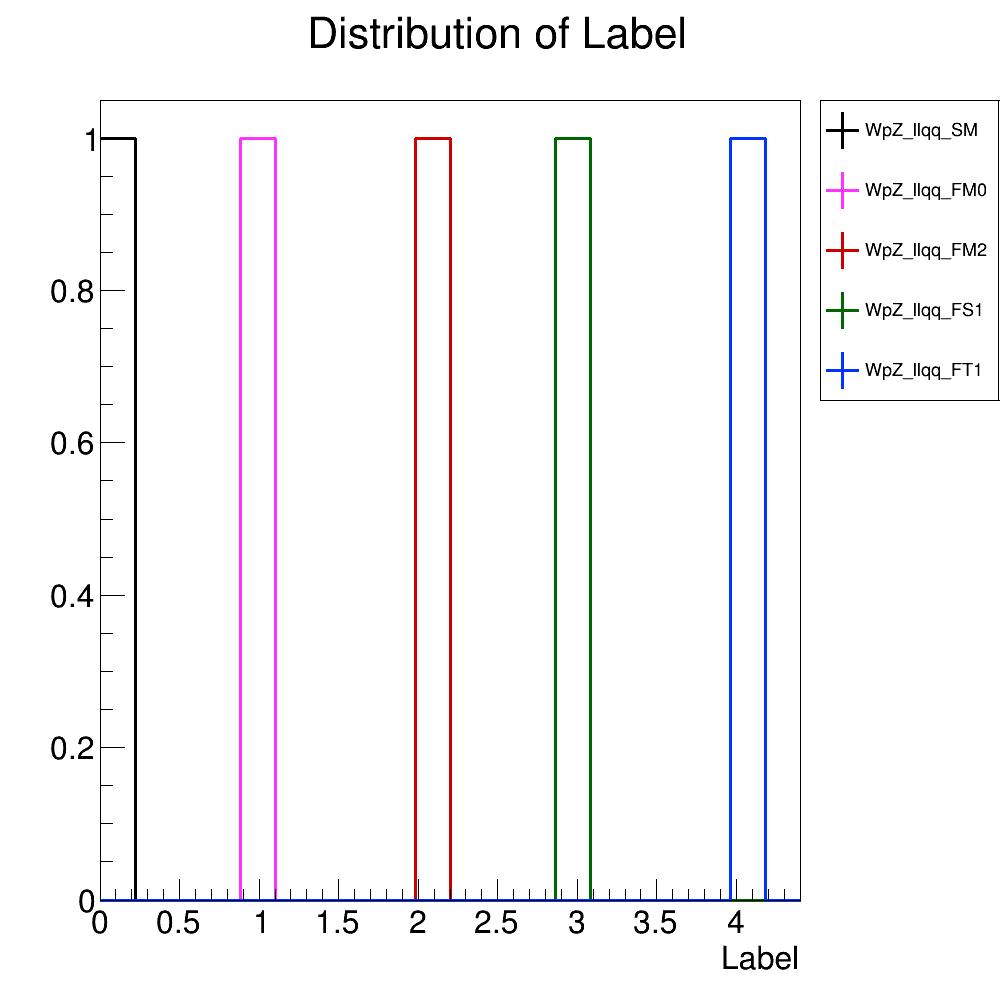 Distribution of Label
1
0.8
0.6
0.4
0.2
0
0 0.5 1 1.5 2 2.5 3 3.5 4
Label
WpZ_llqq_SM
WpZ_llqq_FM0
WpZ_llqq_FM2
WpZ_llqq_FS1
WpZ_llqq_FT1